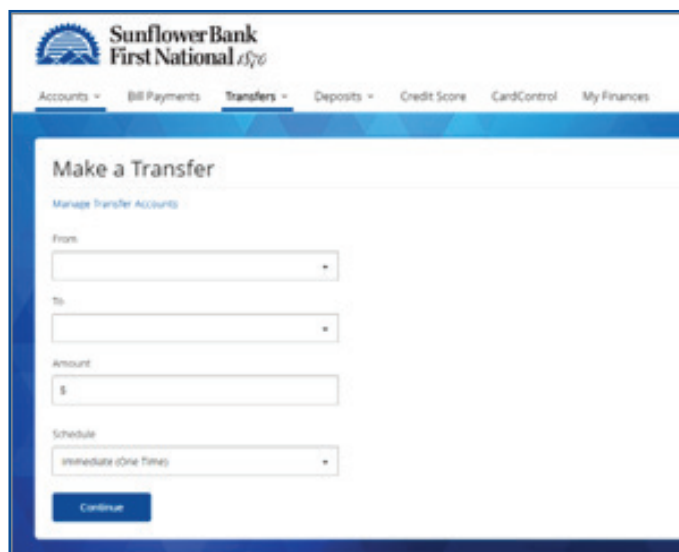 Sunflower Bank
First National 1870
Accounts
Bill Payments
Transfers
Deposits
Credit Score
CardControl
My Finances
Make a Transfer
Manage Transfer Accounts
From
To
Amount
$
Schedule
Immediate (One Time)
Continue